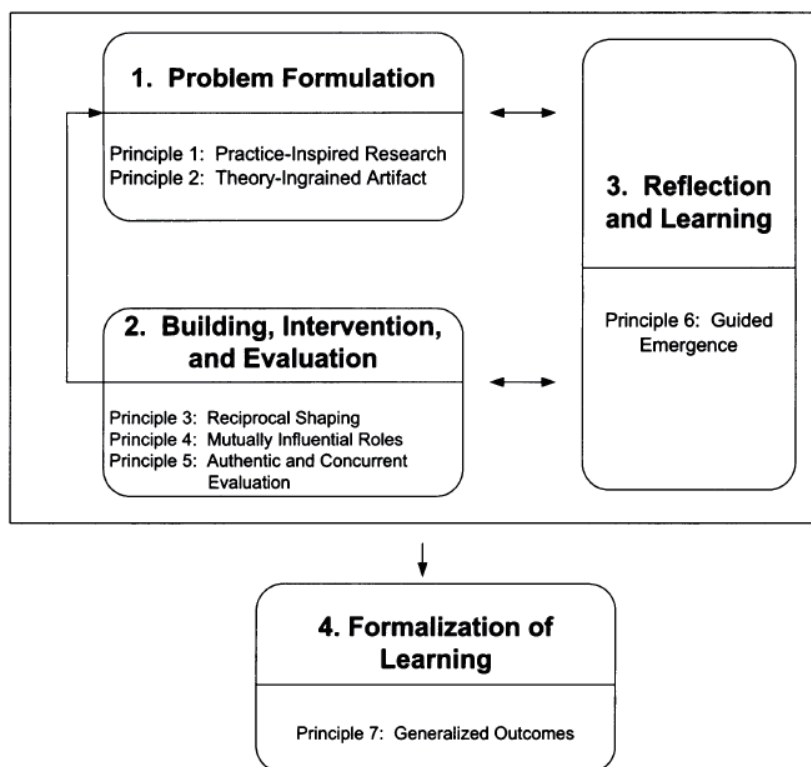 1. Problem Formulation
Principle 1: Practice-Inspired Research
Principle 2: Theory-Ingrained Artifact
2. Building, Intervention,
and Evaluation
Principle 3: Reciprocal Shaping
Principle 4: Mutually Influential Roles
Principle 5: Authentic and Concurrent
Evaluation
3. Reflection
and Learning
Principle 6: Guided
Emergence
4. Formalization of
Learning
Principle 7: Generalized Outcomes